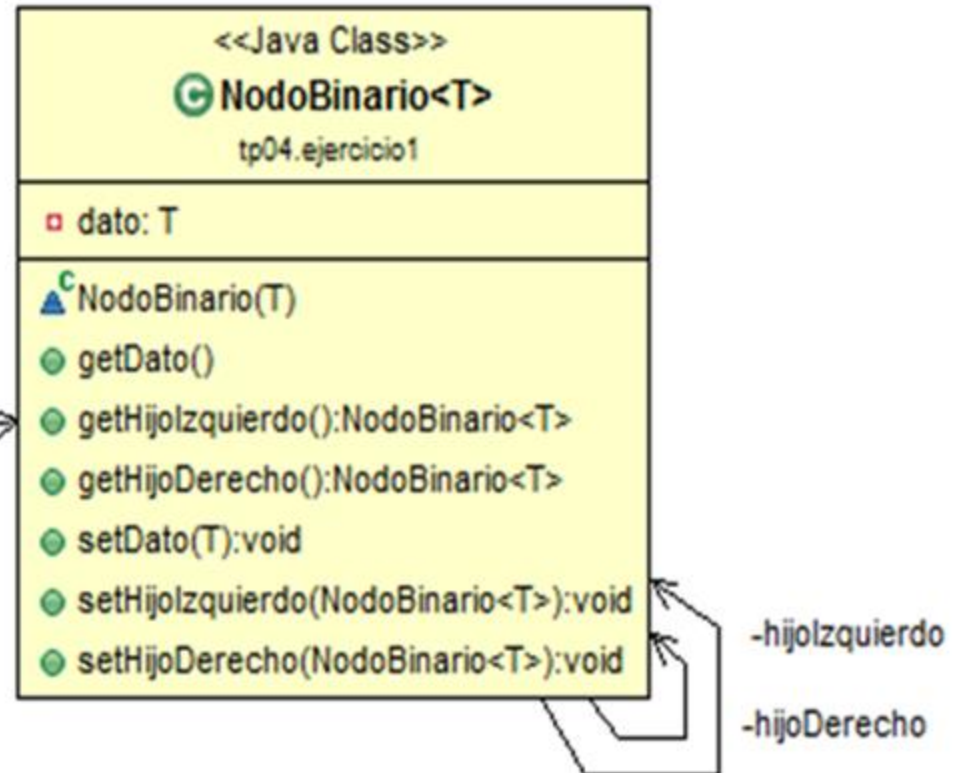 <<Java Class>>
C NodoBinario<T>
tp04.ejercicio1
dato: T
C NodoBinario(T)
getDato()
getHijoIzquierdo():NodoBinario<T>
getHijoDerecho():NodoBinario<T>
setDato(T):void
setHijoIzquierdo(NodoBinario<T>):void
setHijoDerecho(NodoBinario<T>):void
-hijoIzquierdo
-hijoDerecho